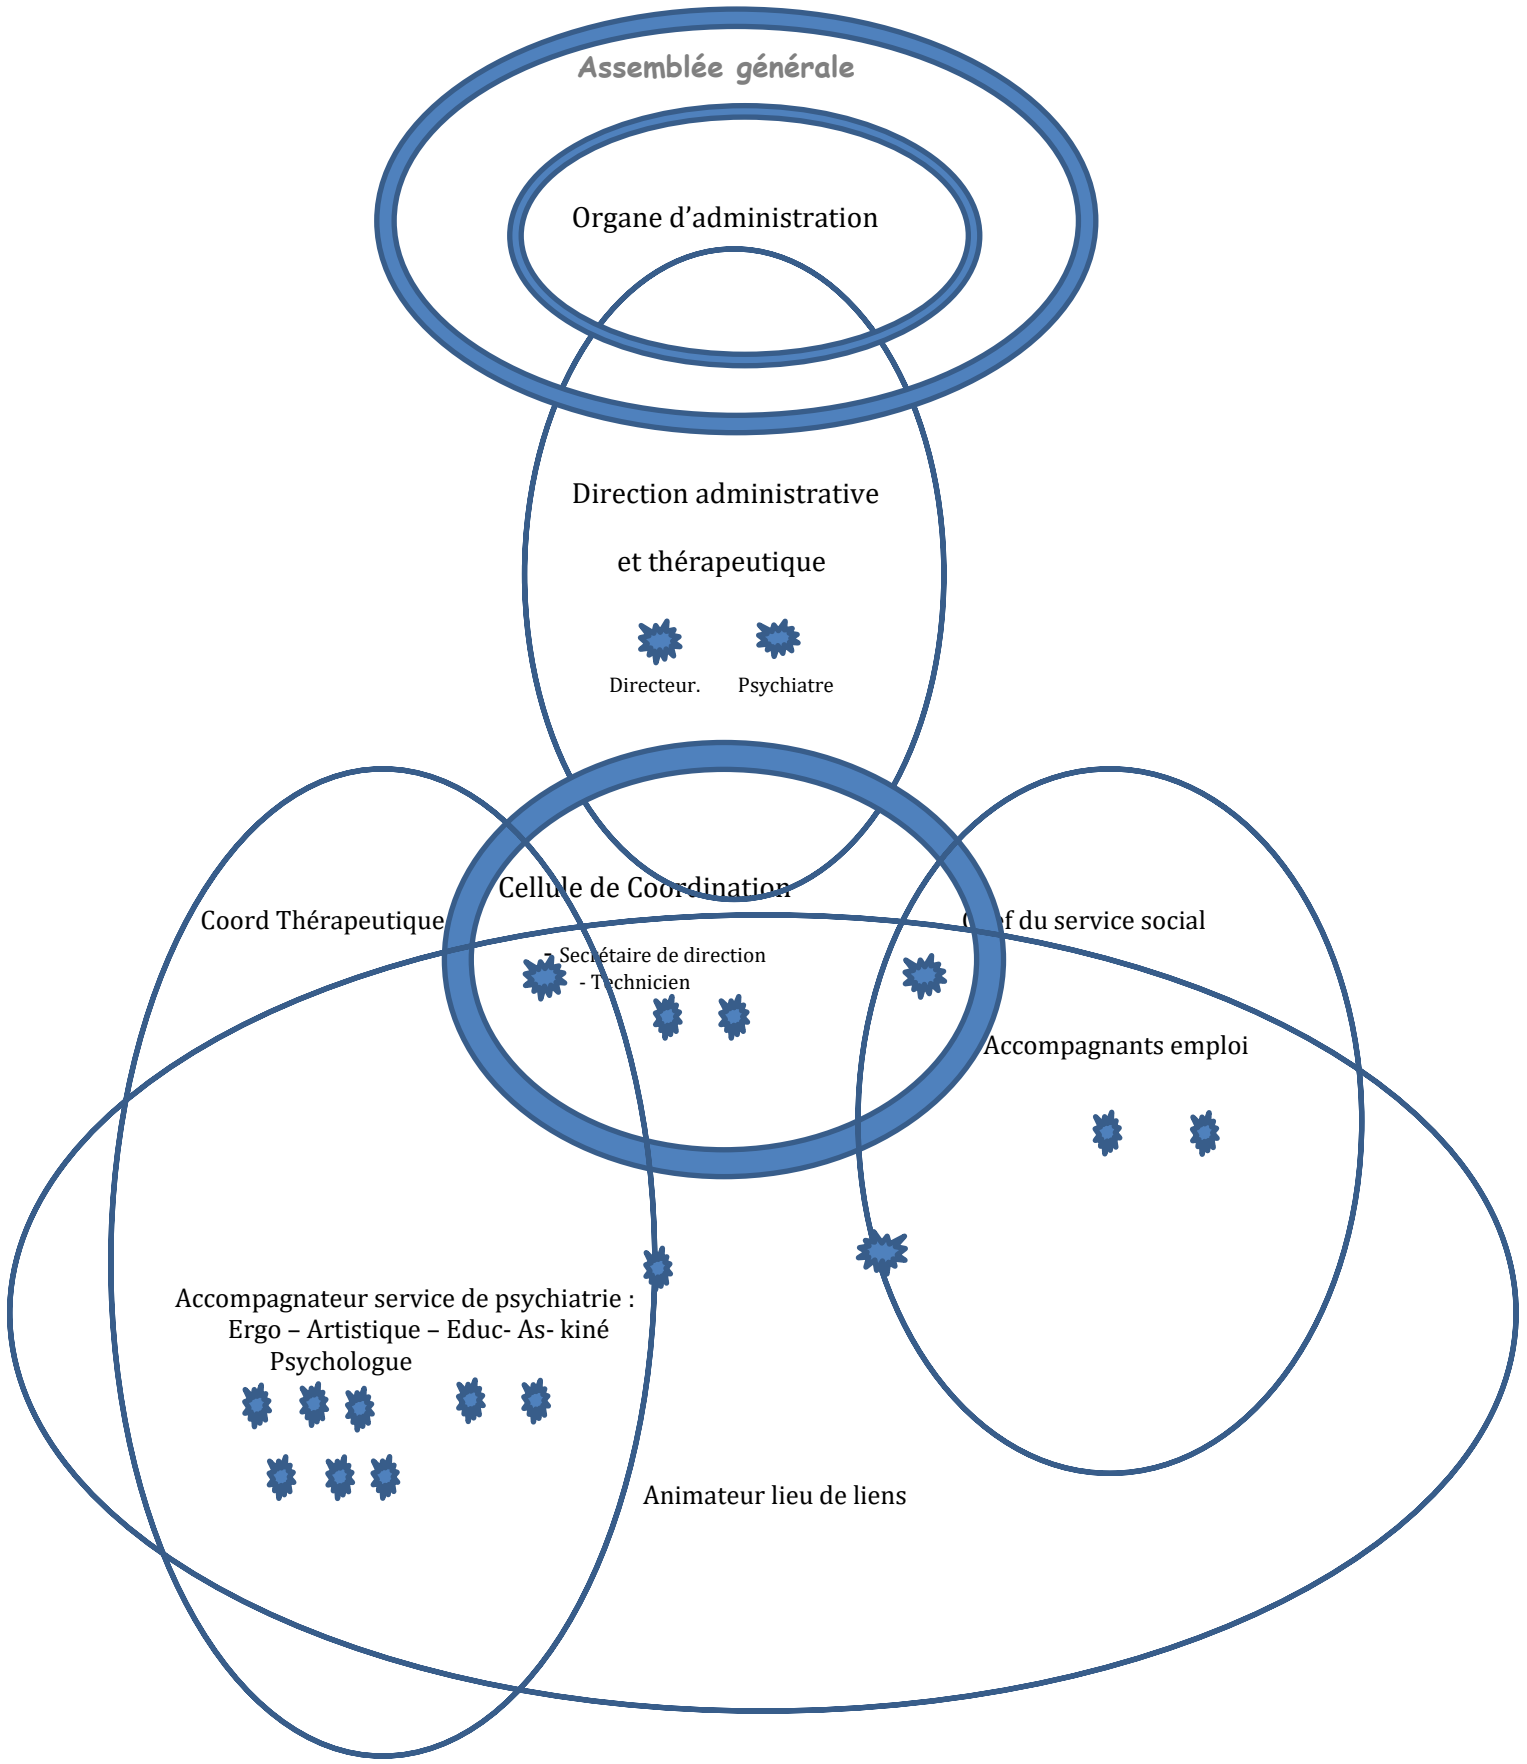 Assemblée générale
Organe d’administration
Direction administrative
et thérapeutique
Directeur. Psychiatre
Cellule de Coordination
Coord Thérapeutique
Chef du service social
- Secrétaire de direction
- Technicien
Accompagnants emploi
Accompagnateur service de psychiatrie :
Ergo – Artistique – Educ- As- kiné
Psychologue
Animateur lieu de liens